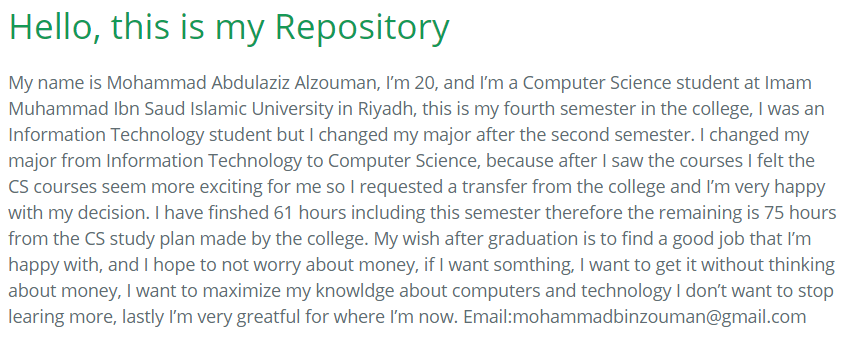 Hello, this is my Repository
My name is Mohammad Abdulaziz Alzouman, I’m 20, and I’m a Computer Science student at Imam
Muhammad Ibn Saud Islamic University in Riyadh, this is my fourth semester in the college, I was an
Information Technology student but I changed my major after the second semester. I changed my
major from Information Technology to Computer Science, because after I saw the courses I felt the
CS courses seem more exciting for me so I requested a transfer from the college and I’m very happy
with my decision. I have finshed 61 hours including this semester therefore the remaining is 75 hours
from the CS study plan made by the college. My wish after graduation is to find a good job that I’m
happy with, and I hope to not worry about money, if I want somthing, I want to get it without thinking
about money, I want to maximize my knowldge about computers and technology I don’t want to stop
learing more, lastly I’m very greatful for where I’m now. Email:mohammadbinzouman@gmail.com